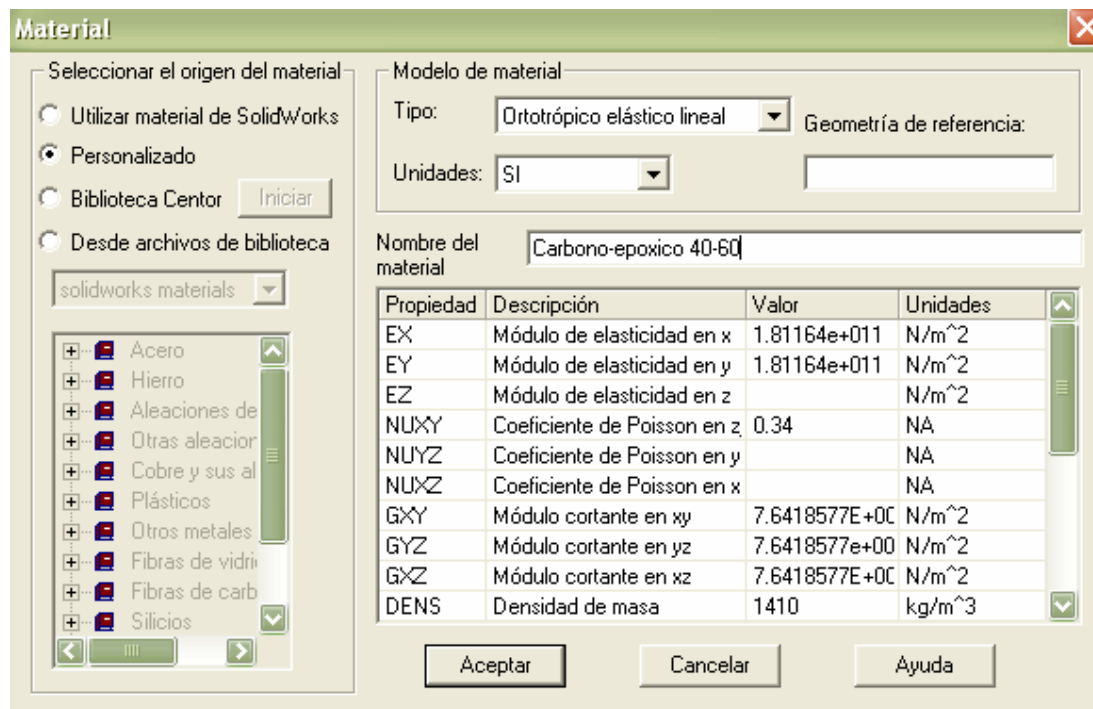 Material
Seleccionar el origen del material
Utilizar material de SolidWorks
Personalizado
Biblioteca Centor Iniciar
Desde archivos de biblioteca
solidworks materials
Acero
Hierro
Aleaciones de
Otras aleacior
Cobre y sus al
Plásticos
Otros metales
Fibras de vidri
Fibras de carb
Silicios
Modelo de material
Tipo: Ortotrópico elástico lineal Geometría de referencia:
Unidades: SI
Nombre del material Carbono-epoxico 40-60
Propiedad Descripción Valor Unidades
EX Módulo de elasticidad en x 1.81164e+011 N/m^2
EY Módulo de elasticidad en y 1.81164e+011 N/m^2
EZ Módulo de elasticidad en z N/m^2
NUXY Coeficiente de Poisson en z 0.34 NA
NUYZ Coeficiente de Poisson en y NA
NUXZ Coeficiente de Poisson en x NA
GXY Módulo cortante en xy 7.6418577E+00 N/m^2
GYZ Módulo cortante en yz 7.6418577e+00 N/m^2
GXZ Módulo cortante en xz 7.6418577E+00 N/m^2
DENS Densidad de masa 1410 kg/m^3
Aceptar Cancelar Ayuda